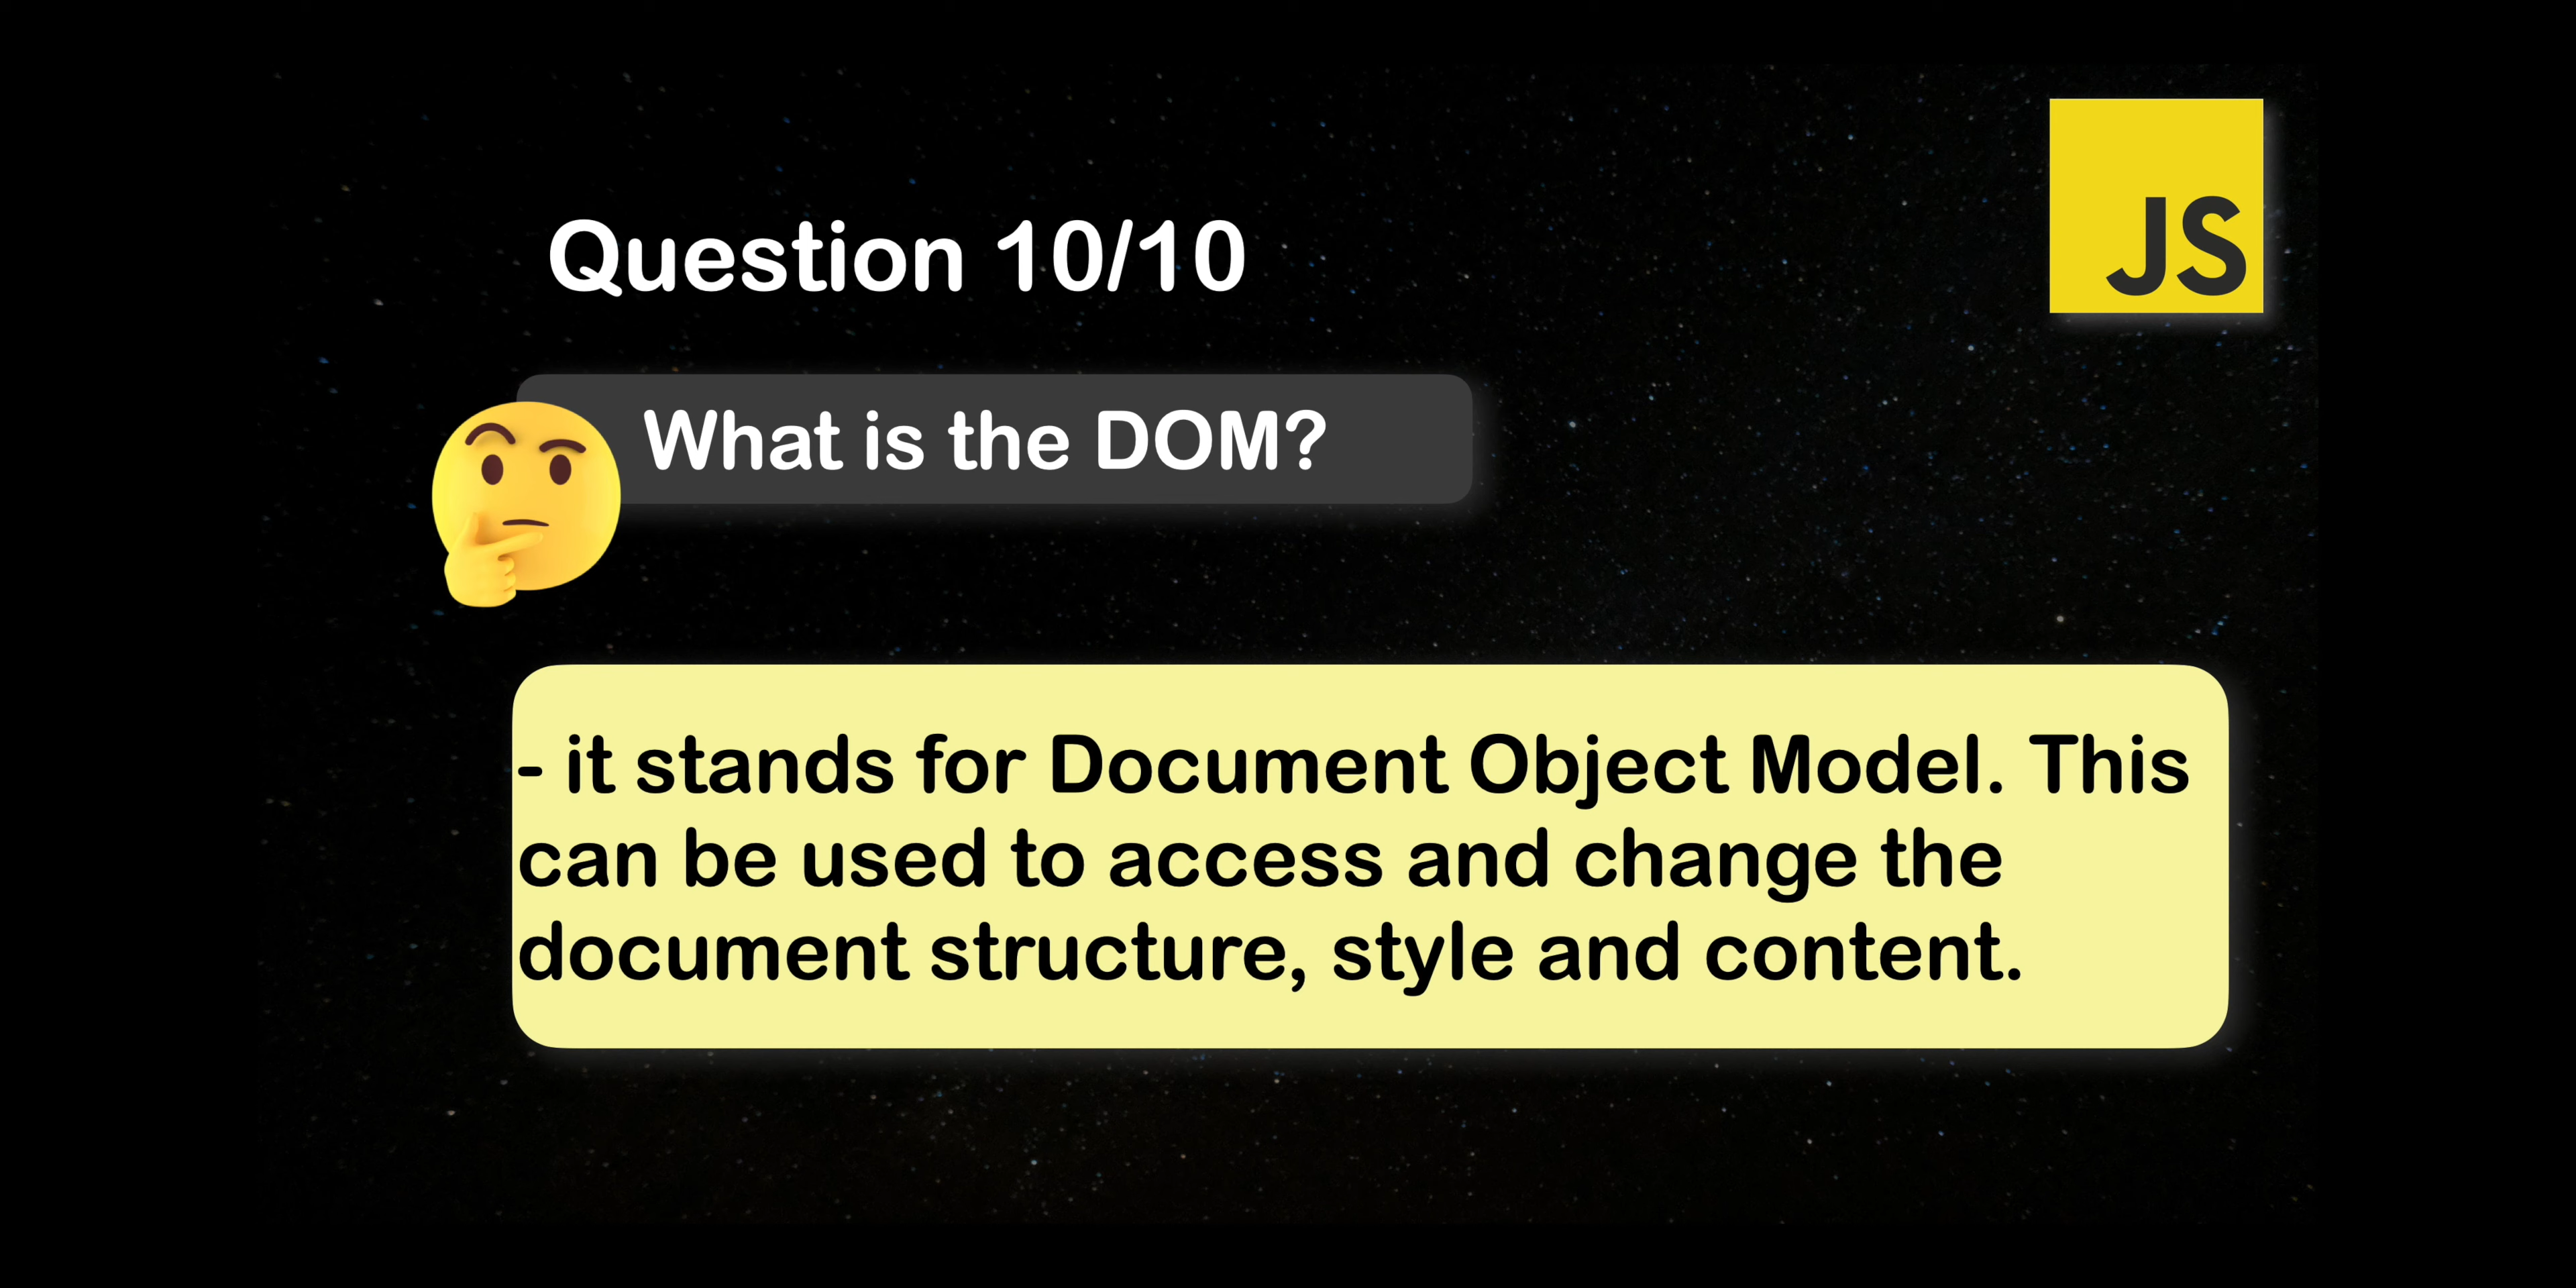 JS
Question 10/10
What is the DOM?
- it stands for Document Object Model. This
can be used to access and change the
document structure, style and content.